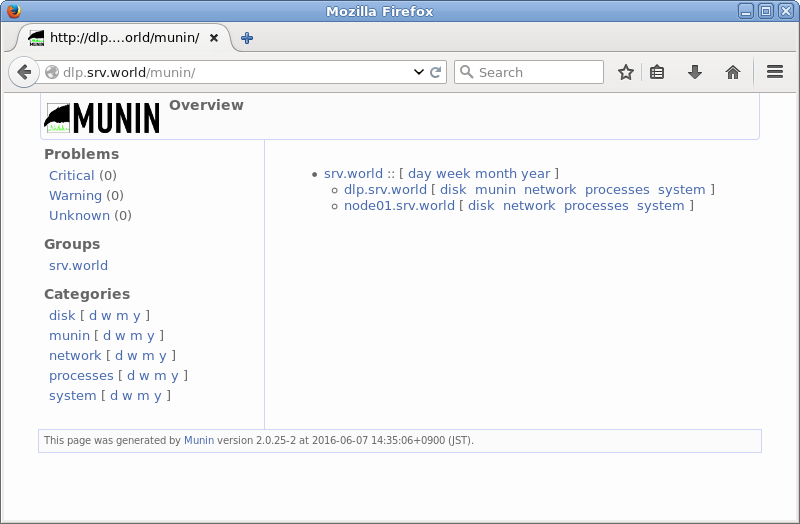 Mozilla Firefox
http://dlp....orld/munin/
dlp.srv.world/munin/
Search
MUNIN Overview
Problems
Critical (0)
Warning (0)
Unknown (0)
Groups
srv.world
Categories
disk [ d w m y ]
munin [ d w m y ]
network [ d w m y ]
processes [ d w m y ]
system [ d w m y ]
srv.world :: [ day week month year ]
dlp.srv.world [ disk munin network processes system ]
node01.srv.world [ disk network processes system ]
This page was generated by Munin version 2.0.25-2 at 2016-06-07 14:35:06+0900 (JST).